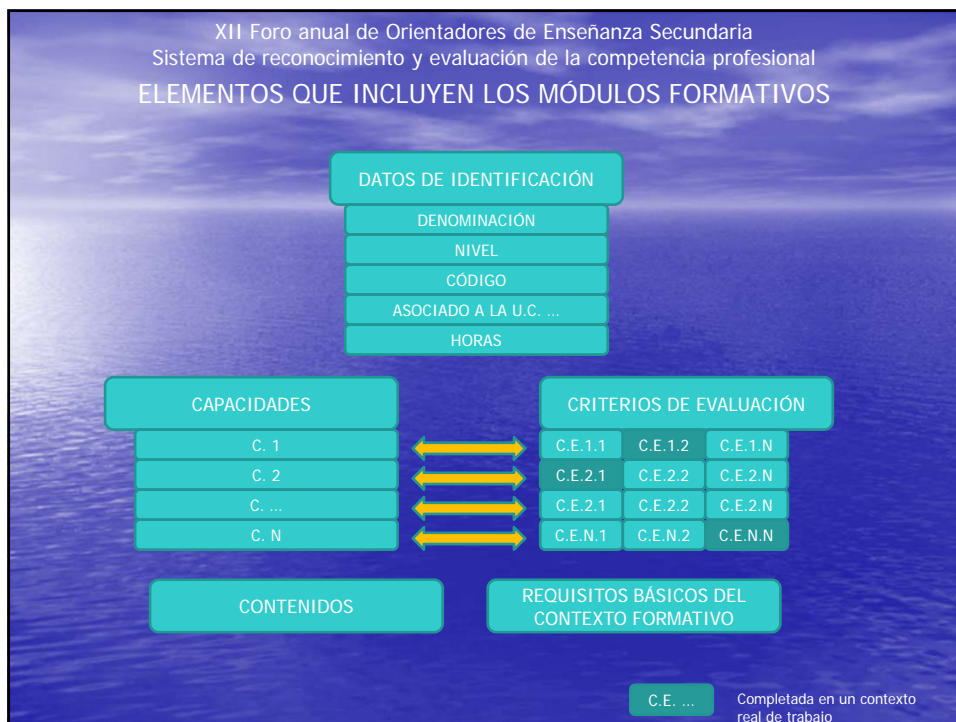 XII Foro anual de Orientadores de Enseñanza Secundaria
Sistema de reconocimiento y evaluación de la competencia profesional
ELEMENTOS QUE INCLUYEN LOS MÓDULOS FORMATIVOS
DATOS DE IDENTIFICACIÓN
DENOMINACIÓN
NIVEL
CÓDIGO
ASOCIADO A LA U.C. ...
HORAS
CAPACIDADES
C. 1
C. 2
C. ...
C. N
CRITERIOS DE EVALUACIÓN
C.E.1.1 C.E.1.2 C.E.1.N
C.E.2.1 C.E.2.2 C.E.2.N
C.E.2.1 C.E.2.2 C.E.2.N
C.E.N.1 C.E.N.2 C.E.N.N
CONTENIDOS
REQUISITOS BÁSICOS DEL
CONTEXTO FORMATIVO
C.E. ...
Completada en un contexto
real de trabajo